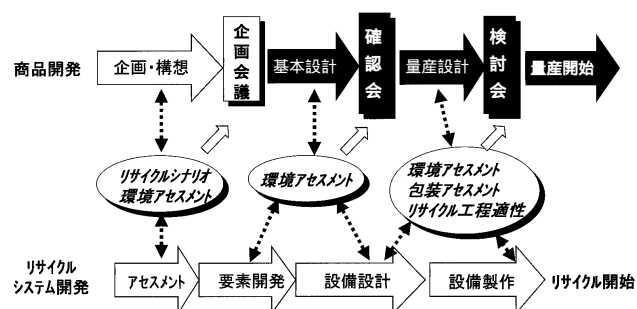 商品開発
企画・構想
企画会議
基本設計
確認会
量産設計
検討会
量産開始
リサイクルシナリオ
環境アセスメント
環境アセスメント
環境アセスメント
包装アセスメント
リサイクル工程適性
リサイクル
システム開発
アセスメント
要素開発
設備設計
設備製作
リサイクル開始